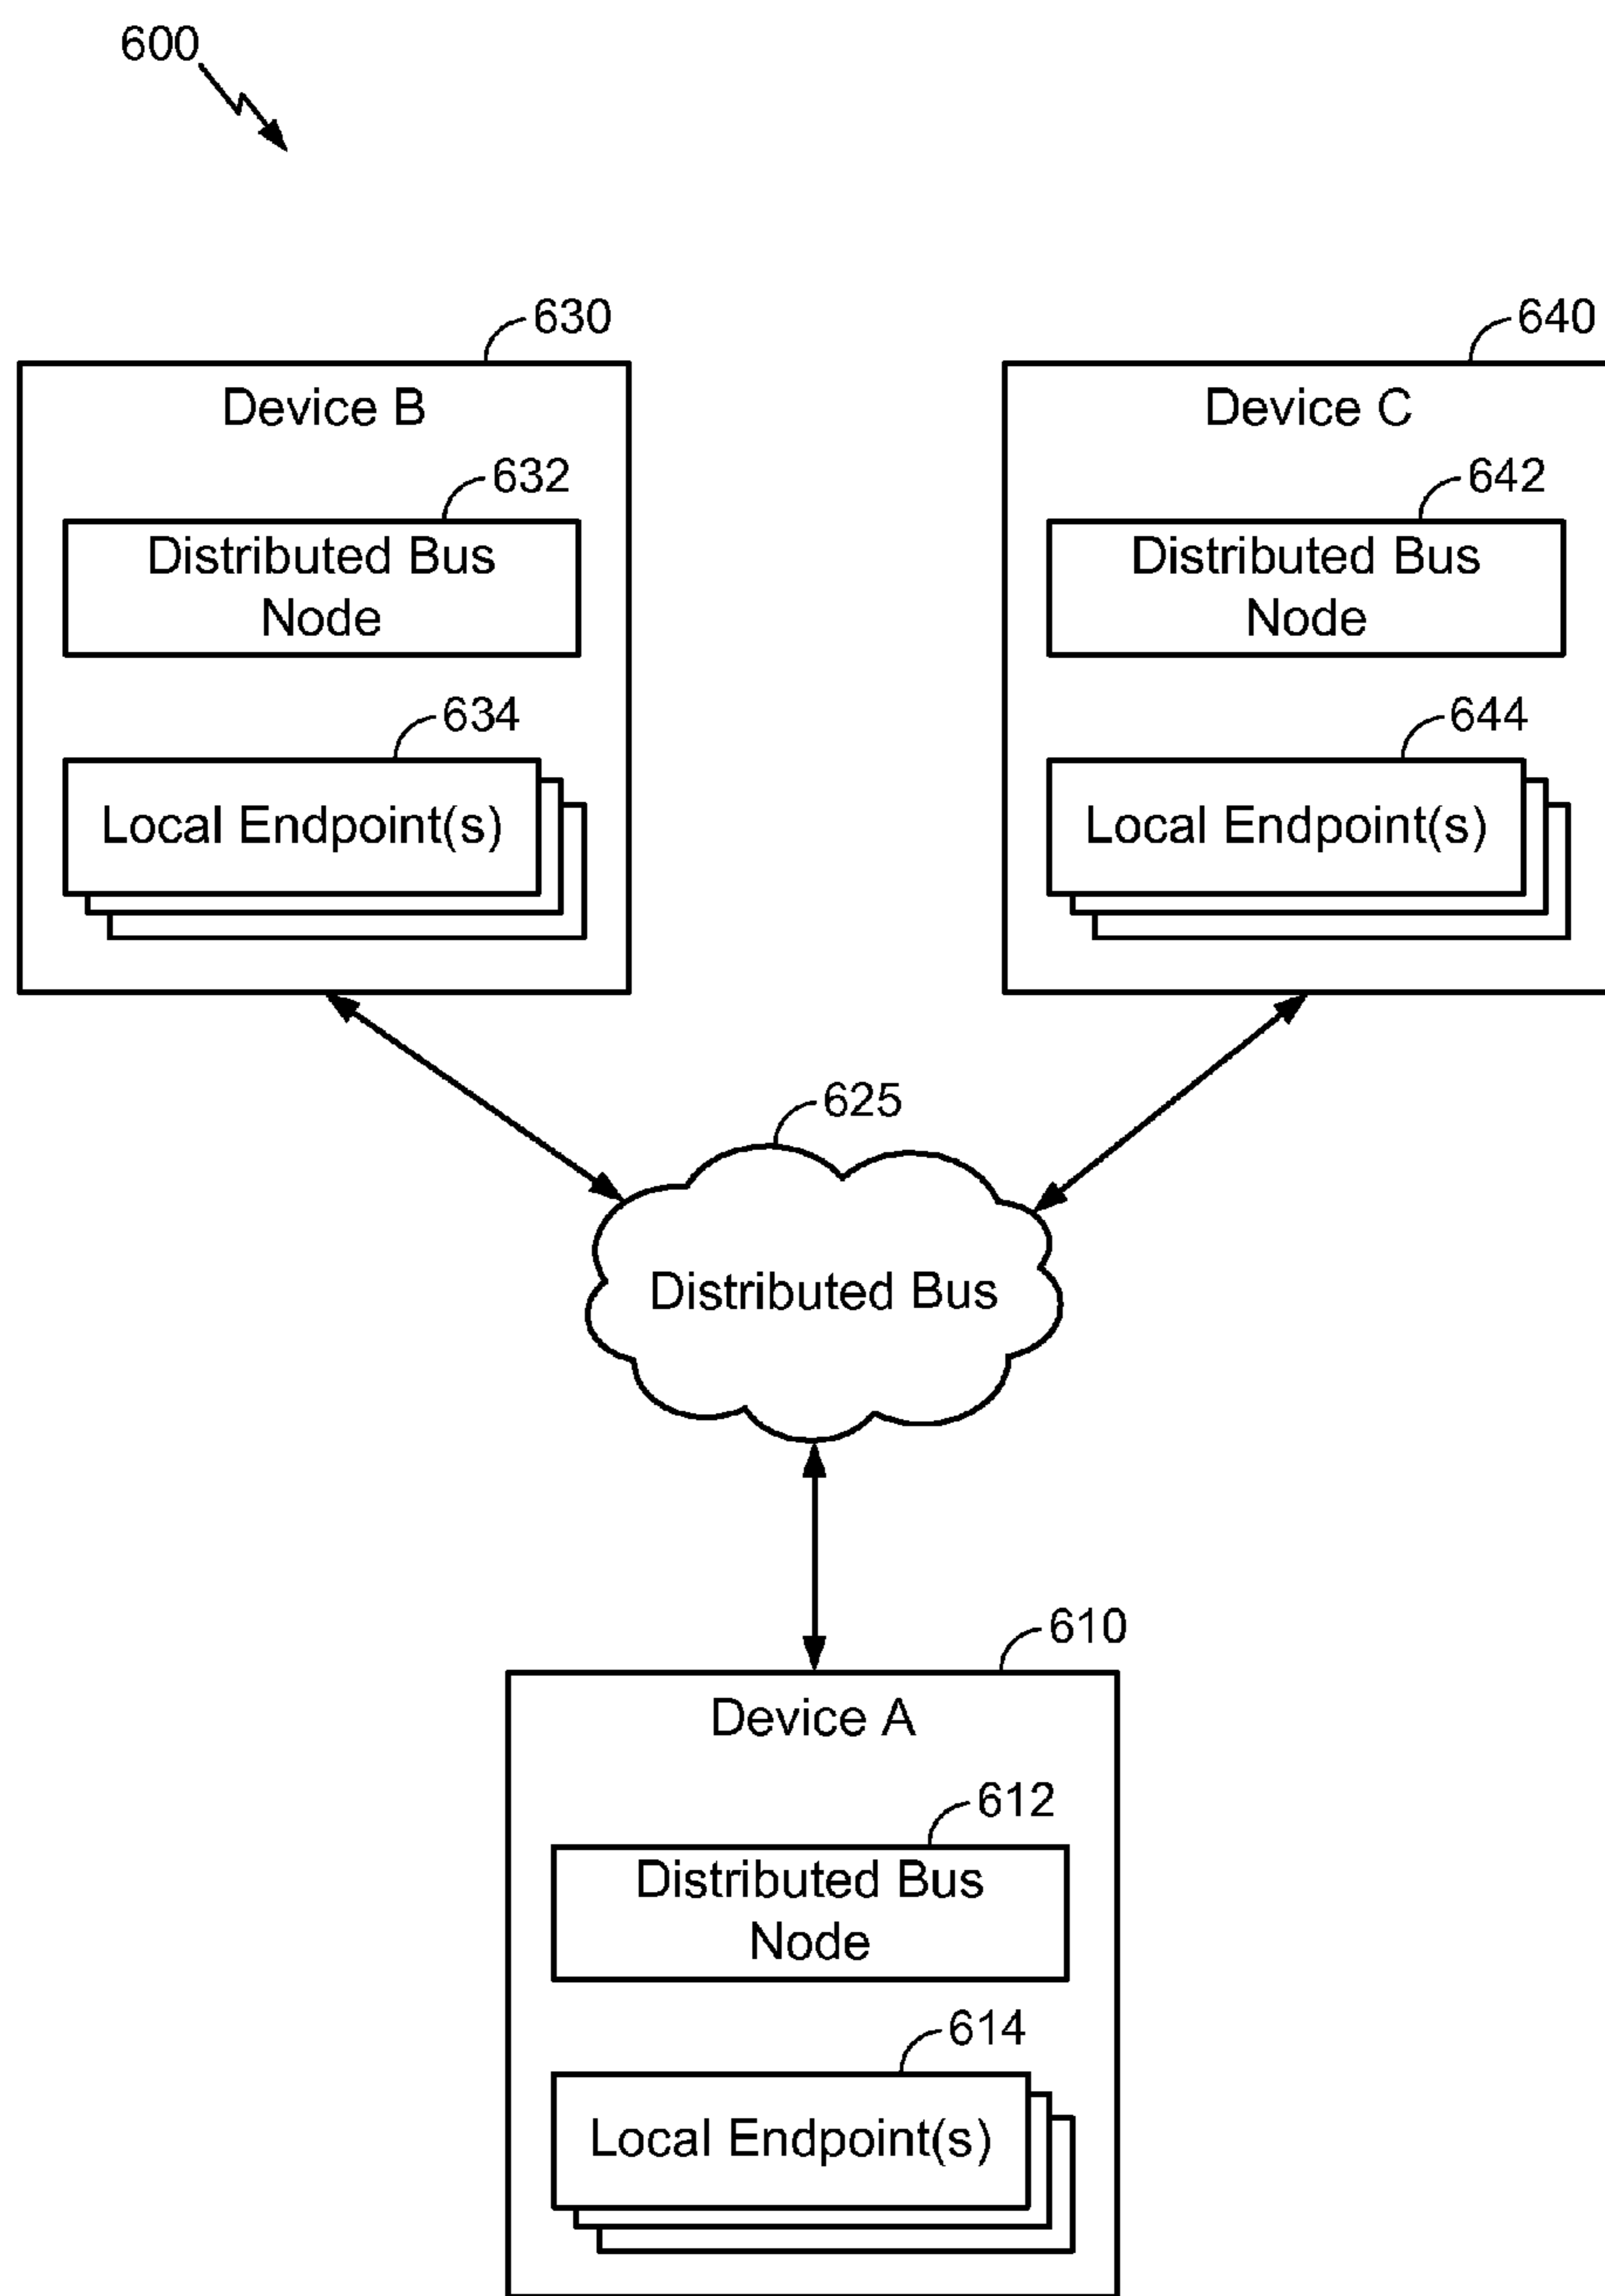 600
630
Device B
632
Distributed Bus
Node
634
Local Endpoint(s)
640
Device C
642
Distributed Bus
Node
644
Local Endpoint(s)
625
Distributed Bus
610
Device A
612
Distributed Bus
Node
614
Local Endpoint(s)